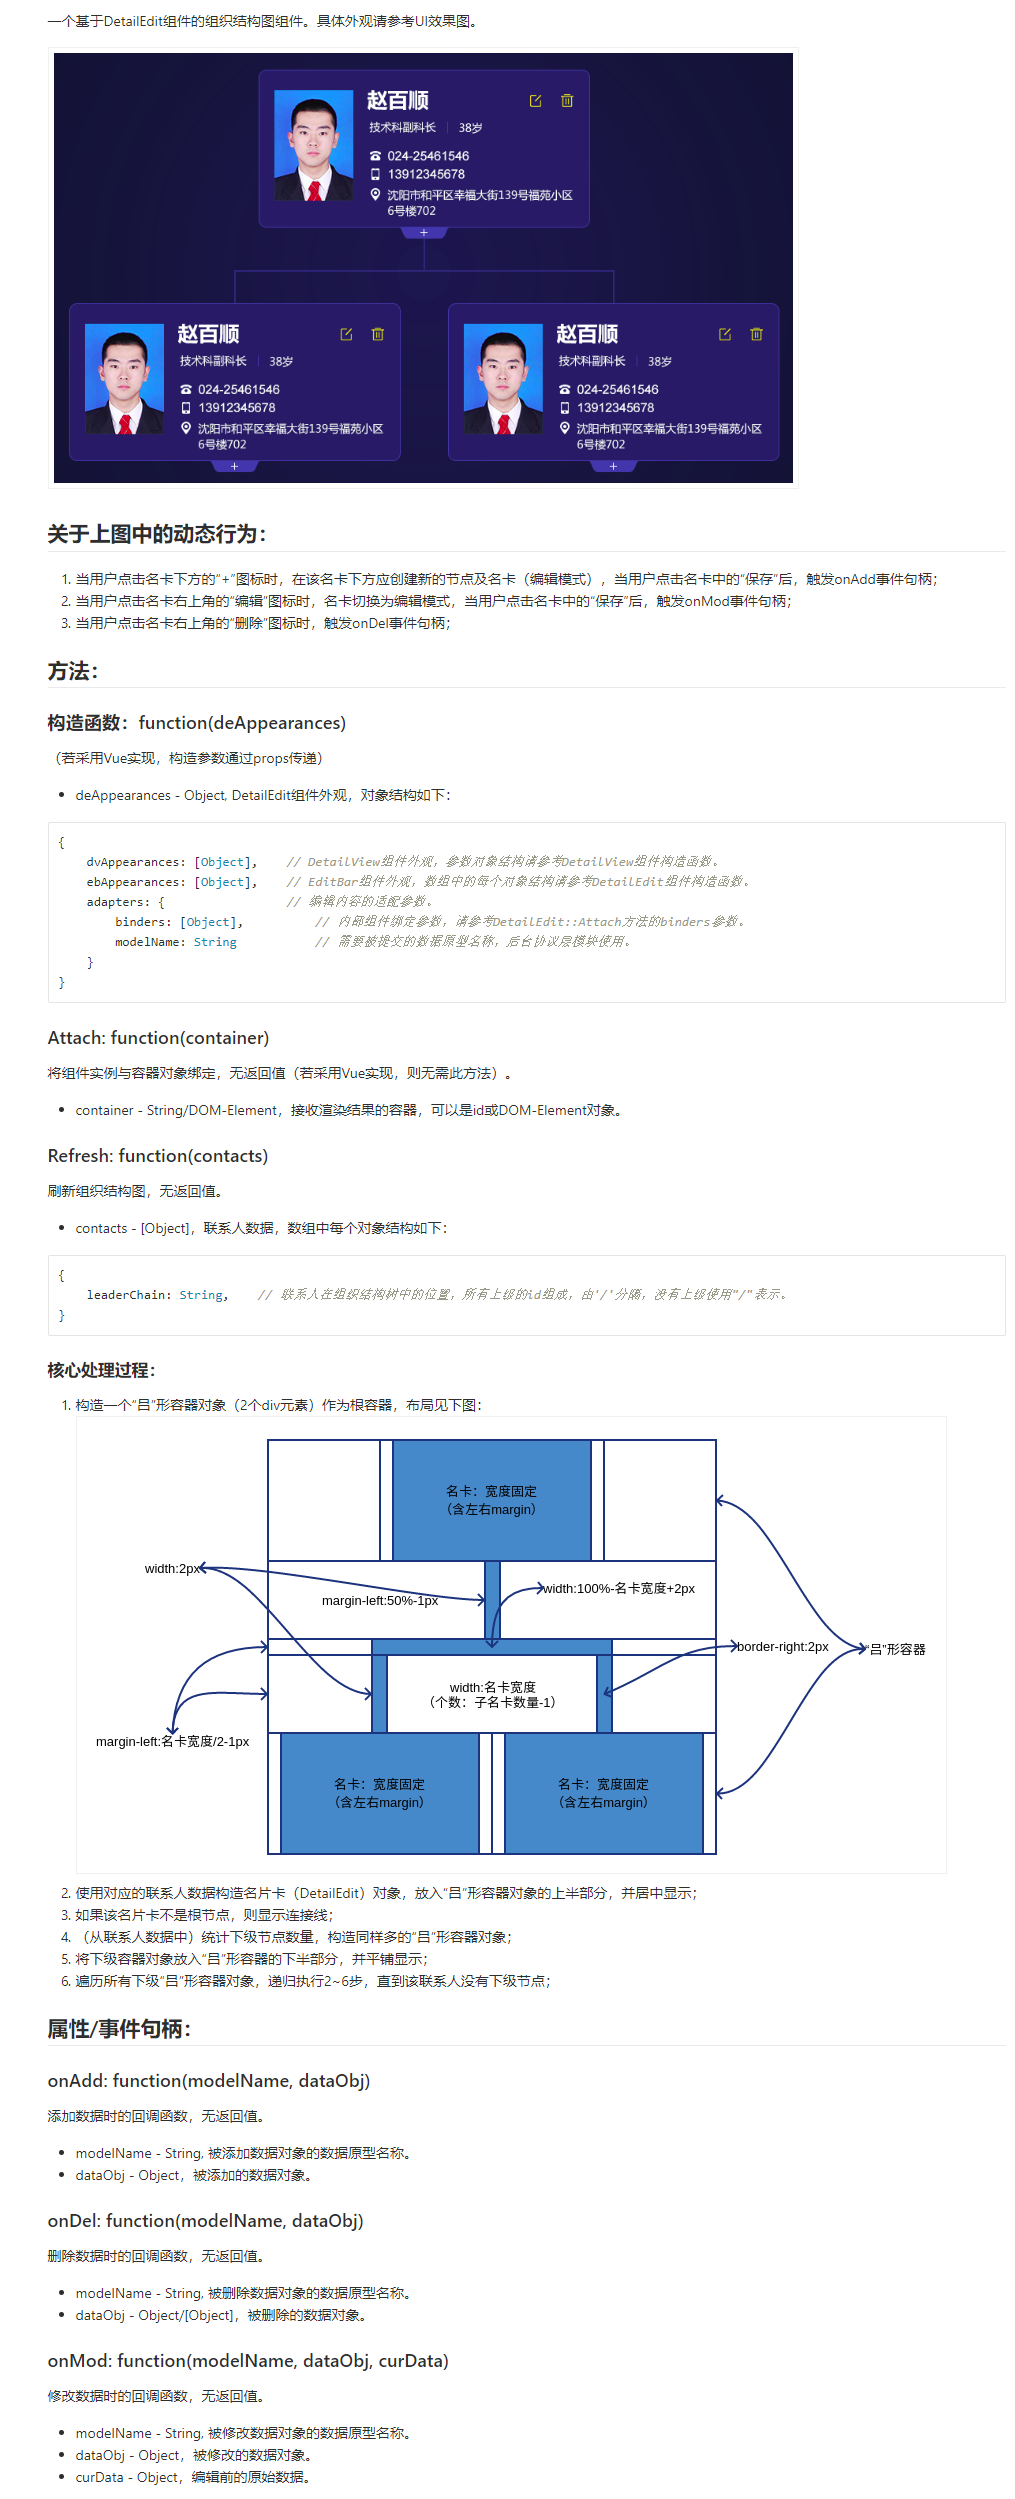 一个基于DetailEdit组件的组织结构图组件。具体外观请参考UI效果图。
赵百顺
技术科副科长 38岁
024-25461546
13912345678
沈阳市和平区幸福大街139号福苑小区
6号楼702
+
赵百顺
技术科副科长 38岁
024-25461546
13912345678
沈阳市和平区幸福大街139号福苑小区
6号楼702
+
赵百顺
技术科副科长 38岁
024-25461546
13912345678
沈阳市和平区幸福大街139号福苑小区
6号楼702
+
关于上图中的动态行为：
1. 当用户点击名卡下方的“+”图标时，在该名卡下方应创建新的节点及名卡（编辑模式），当用户点击名卡中的“保存”后，触发onAdd事件句柄；
2. 当用户点击名卡右上角的“编辑”图标时，名卡切换为编辑模式，当用户点击名卡中的“保存”后，触发onMod事件句柄；
3. 当用户点击名卡右上角的“删除”图标时，触发onDel事件句柄；
方法：
构造函数：function(deAppearances)
（若采用Vue实现，构造参数通过props传递）
• deAppearances - Object, DetailEdit组件外观，对象结构如下：
{
dvAppearances: [Object], // DetailView组件外观，参数对象结构请参考DetailView组件构造函数。
ebAppearances: [Object], // EditBar组件外观，数组中的每个对象结构请参考DetailEdit组件构造函数。
adapters: { // 编辑内容的适配参数。
binders: [Object], // 内部组件绑定参数，请参考DetailEdit::Attach方法的binders参数。
modelName: String // 需要被提交的数据原型名称，后台协议层模块使用。
}
}
Attach: function(container)
将组件实例与容器对象绑定，无返回值（若采用Vue实现，则无需此方法）。
• container - String/DOM-Element，接收渲染结果的容器，可以是id或DOM-Element对象。
Refresh: function(contacts)
刷新组织结构图，无返回值。
• contacts - [Object]，联系人数据，数组中每个对象结构如下：
{
leaderChain: String, // 联系人在组织结构树中的位置，所有上级的id组成，由'/'分隔，没有上级使用"/"表示。
}
核心处理过程：
1. 构造一个“吕”形容器对象（2个div元素）作为根容器，布局见下图：
名卡：宽度固定
（含左右margin）
width:2px
width:100%-名卡宽度+2px
margin-left:50%-1px
border-right:2px
“吕”形容器
width:名卡宽度
（个数：子名卡数量-1）
margin-left:名卡宽度/2-1px
名卡：宽度固定
（含左右margin）
名卡：宽度固定
（含左右margin）
2. 使用对应的联系人数据构造名片卡（DetailEdit）对象，放入“吕”形容器对象的上半部分，并居中显示；
3. 如果该名片卡不是根节点，则显示连接线；
4. （从联系人数据中）统计下级节点数量，构造同样多的“吕”形容器对象；
5. 将下级容器对象放入“吕”形容器的下半部分，并平铺显示；
6. 遍历所有下级“吕”形容器对象，递归执行2~6步，直到该联系人没有下级节点；
属性/事件句柄：
onAdd: function(modelName, dataObj)
添加数据时的回调函数，无返回值。
• modelName - String, 被添加数据对象的数据原型名称。
• dataObj - Object，被添加的数据对象。
onDel: function(modelName, dataObj)
删除数据时的回调函数，无返回值。
• modelName - String, 被删除数据对象的数据原型名称。
• dataObj - Object/[Object]，被删除的数据对象。
onMod: function(modelName, dataObj, curData)
修改数据时的回调函数，无返回值。
• modelName - String, 被修改数据对象的数据原型名称。
• dataObj - Object，被修改的数据对象。
• curData - Object，编辑前的原始数据。